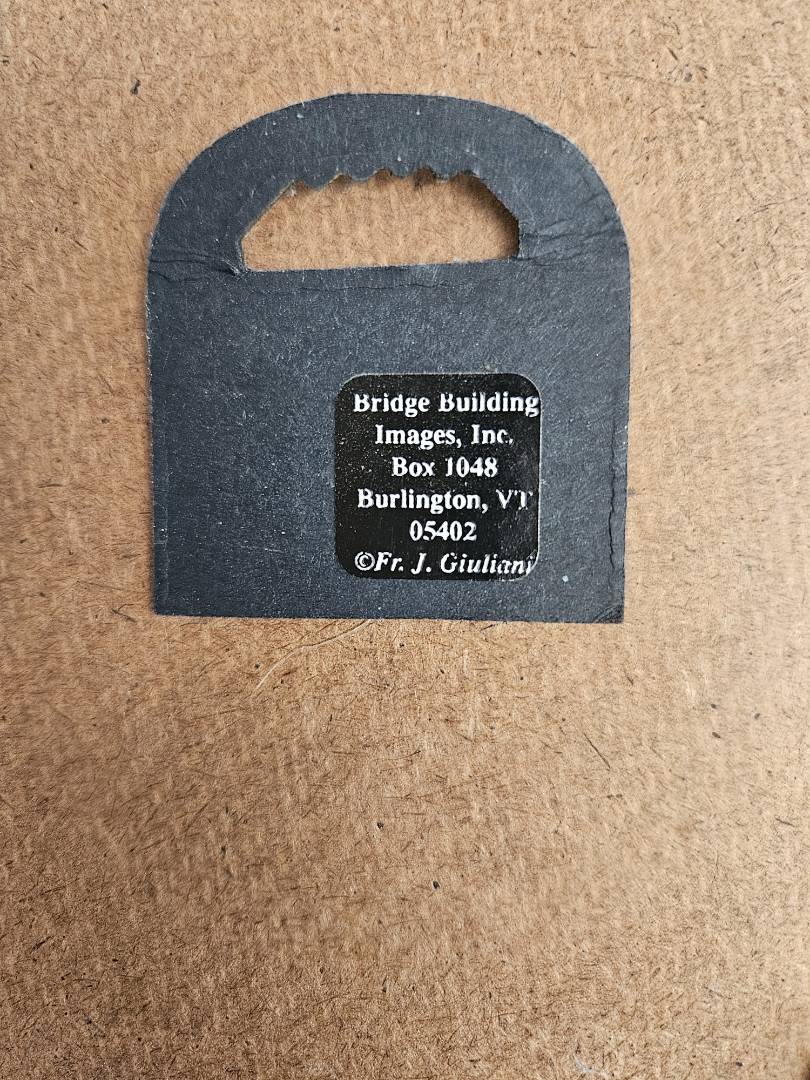 Bridge Building
Images, Inc.
Box 1048
Burlington, VT
05402
©Fr. J. Giuliani